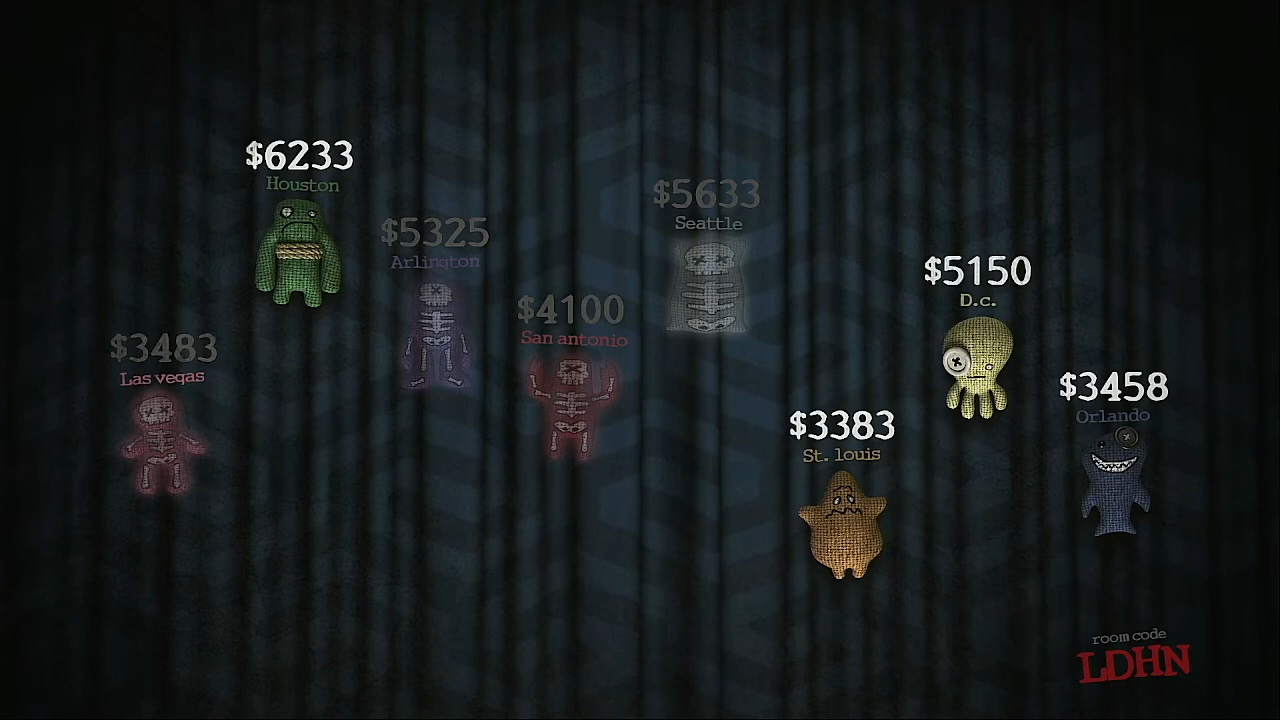 $6233
Houston
$5633
Seattle
$5325
Arlington
$5150
D.c.
$4100
San antonio
$3483
Las vegas
$3458
Orlando
$3383
St. louis
room code
LDHN